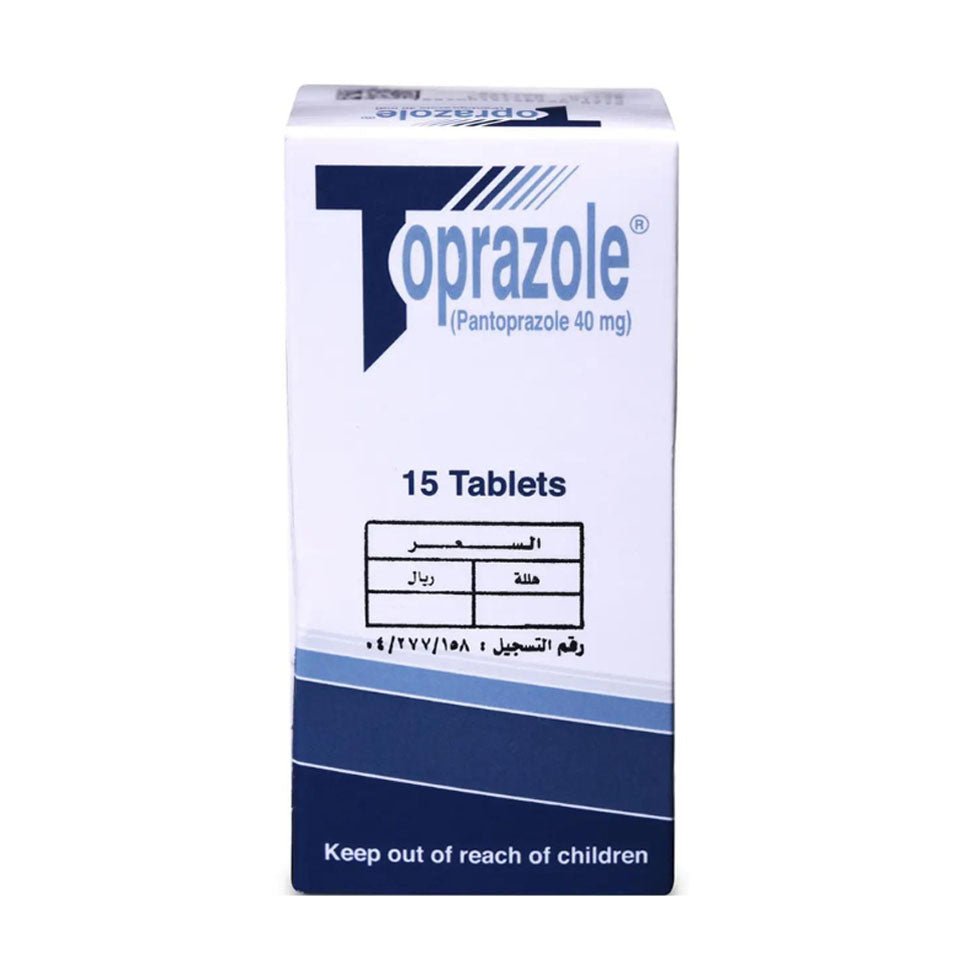 Toprazole
Toprazole®
(Pantoprazole 40 mg)
15 Tablets
السعر
هللة ريال
رقم التسجيل : ٠٤/٢٧٧/١٥٨
Keep out of reach of children